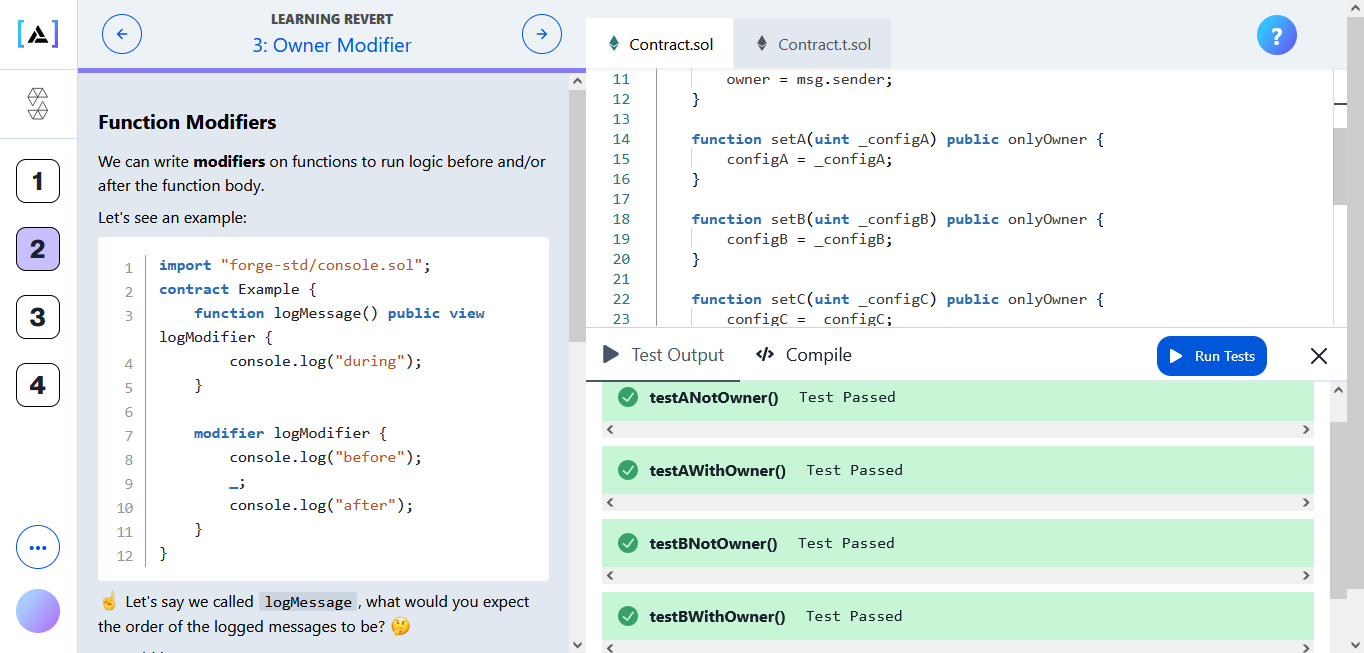 LEARNING REVERT
3: Owner Modifier
1
2
3
4
Function Modifiers
We can write modifiers on functions to run logic before and/or
after the function body.
Let's see an example:
1 import "forge-std/console.sol";
2 contract Example {
3 function logMessage() public view
logModifier {
4 console.log("during");
5 }
6
7 modifier logModifier {
8 console.log("before");
9 _;
10 console.log("after");
11 }
12 }
☝️ Let's say we called logMessage, what would you expect
the order of the logged messages to be? 🤔
Contract.sol
Contract.t.sol
?
11 owner = msg.sender;
12 }
13
14 function setA(uint _configA) public onlyOwner {
15 configA = _configA;
16 }
17
18 function setB(uint _configB) public onlyOwner {
19 configB = _configB;
20 }
21
22 function setC(uint _configC) public onlyOwner {
23 configC = _configC;
Test Output
Compile
Run Tests
testANotOwner() Test Passed
testAWithOwner() Test Passed
testBNotOwner() Test Passed
testBWithOwner() Test Passed